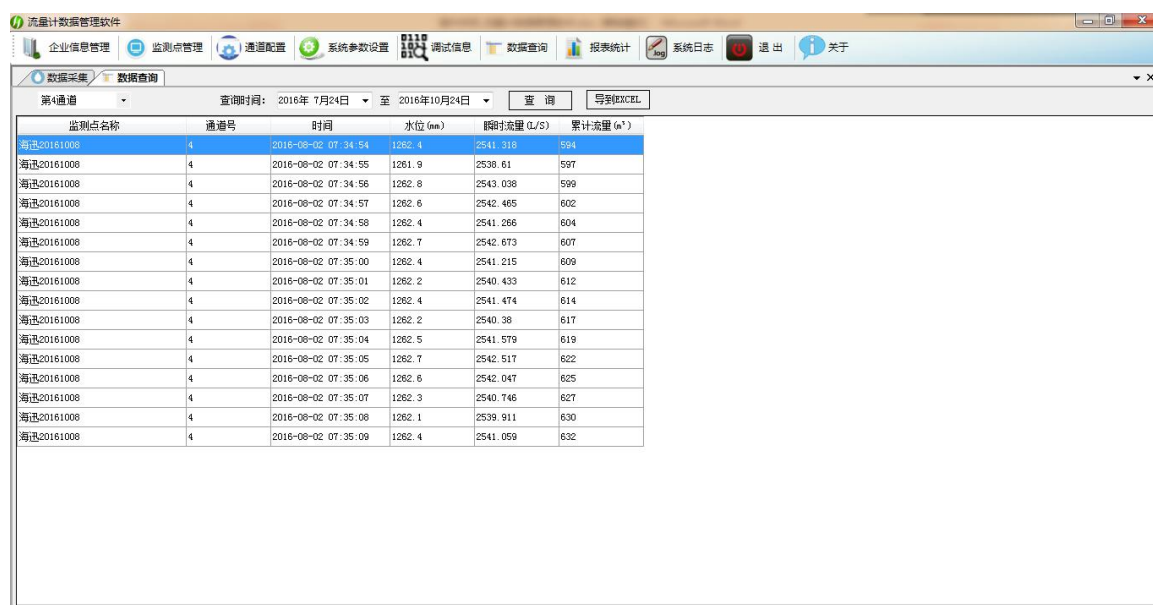 流量计数据管理软件
企业信息管理 监测点管理 通道配置 系统参数设置 调试信息 数据查询 报表统计 系统日志 退 出 关于
数据采集 数据查询
第4通道 查询时间: 2016年 7月24日 至 2016年10月24日 查 询 导到EXCEL
监测点名称 通道号 时间 水位(mm) 瞬时流量(L/S) 累计流量(m³)
海迅20161008 4 2016-08-02 07:34:54 1262.4 2541.318 594
海迅20161008 4 2016-08-02 07:34:55 1261.9 2538.61 597
海迅20161008 4 2016-08-02 07:34:56 1262.8 2543.038 599
海迅20161008 4 2016-08-02 07:34:57 1262.6 2542.465 602
海迅20161008 4 2016-08-02 07:34:58 1262.4 2541.266 604
海迅20161008 4 2016-08-02 07:34:59 1262.7 2542.673 607
海迅20161008 4 2016-08-02 07:35:00 1262.4 2541.215 609
海迅20161008 4 2016-08-02 07:35:01 1262.2 2540.433 612
海迅20161008 4 2016-08-02 07:35:02 1262.4 2541.474 614
海迅20161008 4 2016-08-02 07:35:03 1262.2 2540.38 617
海迅20161008 4 2016-08-02 07:35:04 1262.5 2541.579 619
海迅20161008 4 2016-08-02 07:35:05 1262.7 2542.517 622
海迅20161008 4 2016-08-02 07:35:06 1262.6 2542.047 625
海迅20161008 4 2016-08-02 07:35:07 1262.3 2540.746 627
海迅20161008 4 2016-08-02 07:35:08 1262.1 2539.911 630
海迅20161008 4 2016-08-02 07:35:09 1262.4 2541.059 632